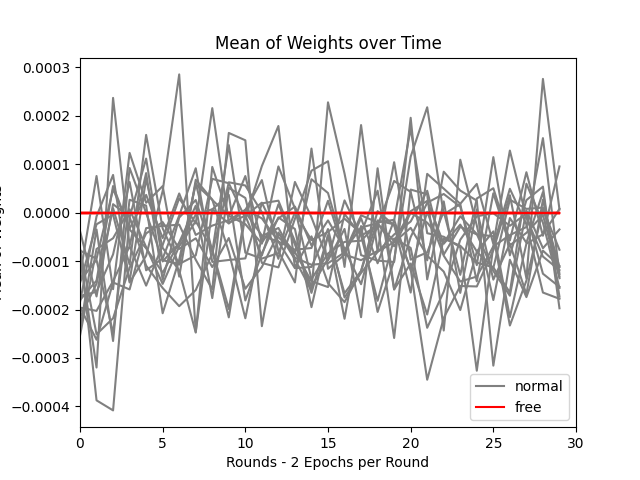 Mean of Weights over Time
0.0003
0.0002
0.0001
0.0000
−0.0001
−0.0002
−0.0003
−0.0004
0 5 10 15 20 25 30
Rounds - 2 Epochs per Round
normal
free